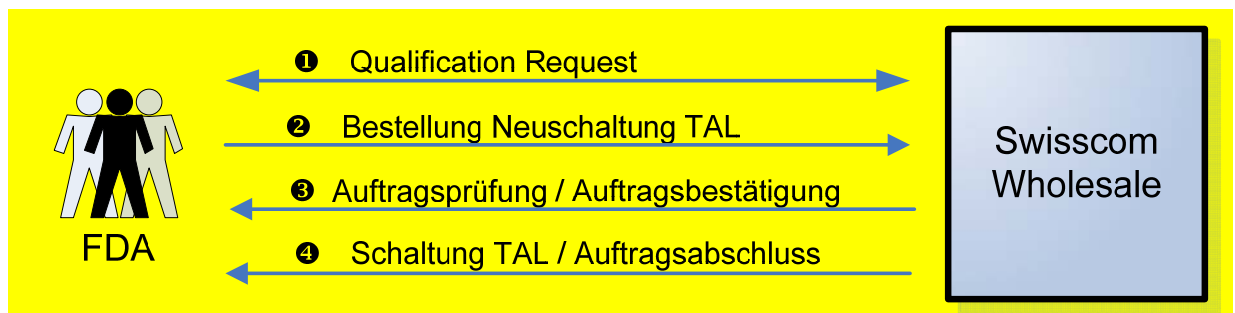 ❶ Qualification Request
❷ Bestellung Neuschaltung TAL
❸ Auftragsprüfung / Auftragsbestätigung
❹ Schaltung TAL / Auftragsabschluss
FDA
Swisscom
Wholesale